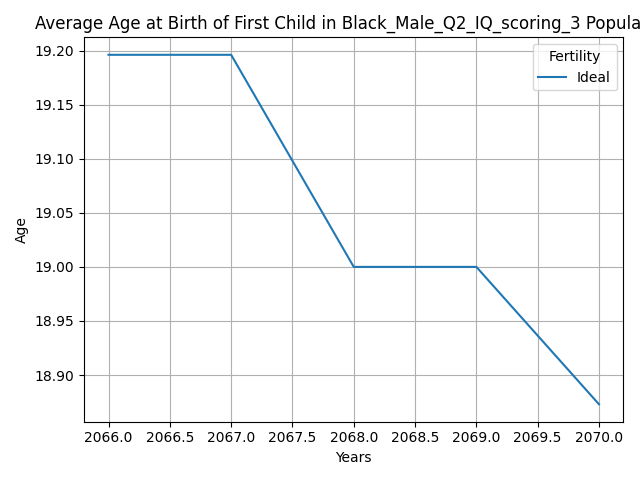 Average Age at Birth of First Child in Black_Male_Q2_IQ_scoring_3 Popula
Fertility
Ideal
19.20
19.15
19.10
19.05
19.00
18.95
18.90
Age
2066.0 2066.5 2067.0 2067.5 2068.0 2068.5 2069.0 2069.5 2070.0
Years